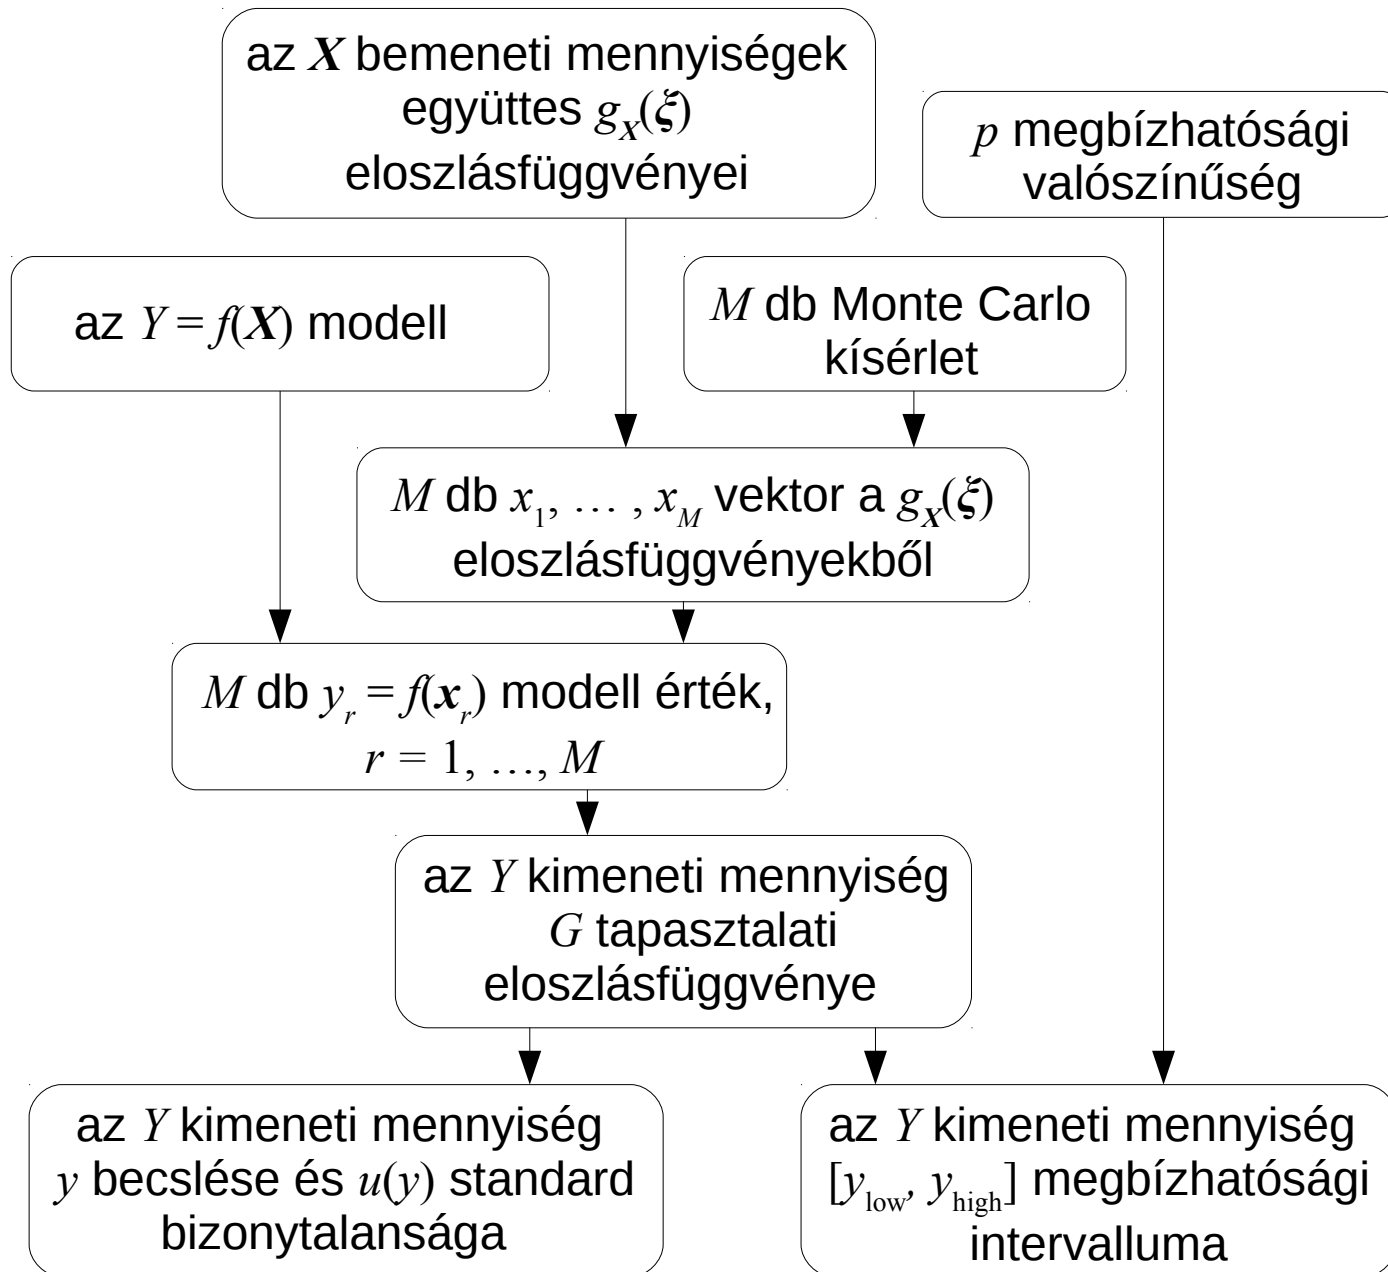 az X bemeneti mennyiségek
együttes g_X(ξ)
eloszlásfüggvényei
p megbízhatósági
valószínűség
az Y = f(X) modell
M db Monte Carlo
kísérlet
M db x_1, … , x_M vektor a g_X(ξ)
eloszlásfüggvényekből
M db y_r = f(x_r) modell érték,
r = 1, …, M
az Y kimeneti mennyiség
G tapasztalati
eloszlásfüggvénye
az Y kimeneti mennyiség
y becslése és u(y) standard
bizonytalansága
az Y kimeneti mennyiség
[y_low, y_high] megbízhatósági
intervalluma